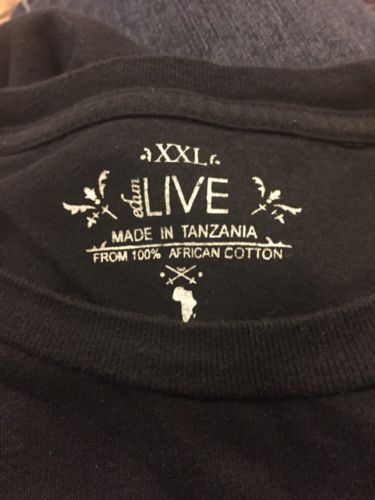 XXL
edun LIVE
MADE IN TANZANIA
FROM 100% AFRICAN COTTON